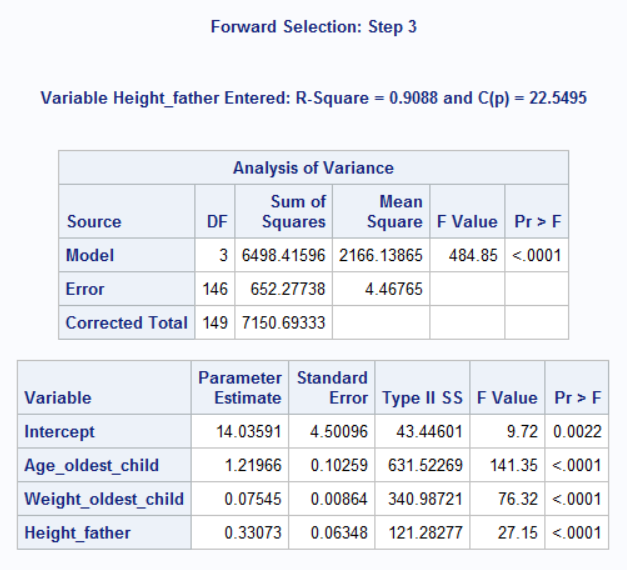 Forward Selection: Step 3
Variable Height_father Entered: R-Square = 0.9088 and C(p) = 22.5495
Analysis of Variance
Source DF Sum of Squares Mean Square F Value Pr > F
Model 3 6498.41596 2166.13865 484.85 <.0001
Error 146 652.27738 4.46765
Corrected Total 149 7150.69333
Variable Parameter Estimate Standard Error Type II SS F Value Pr > F
Intercept 14.03591 4.50096 43.44601 9.72 0.0022
Age_oldest_child 1.21966 0.10259 631.52269 141.35 <.0001
Weight_oldest_child 0.07545 0.00864 340.98721 76.32 <.0001
Height_father 0.33073 0.06348 121.28277 27.15 <.0001